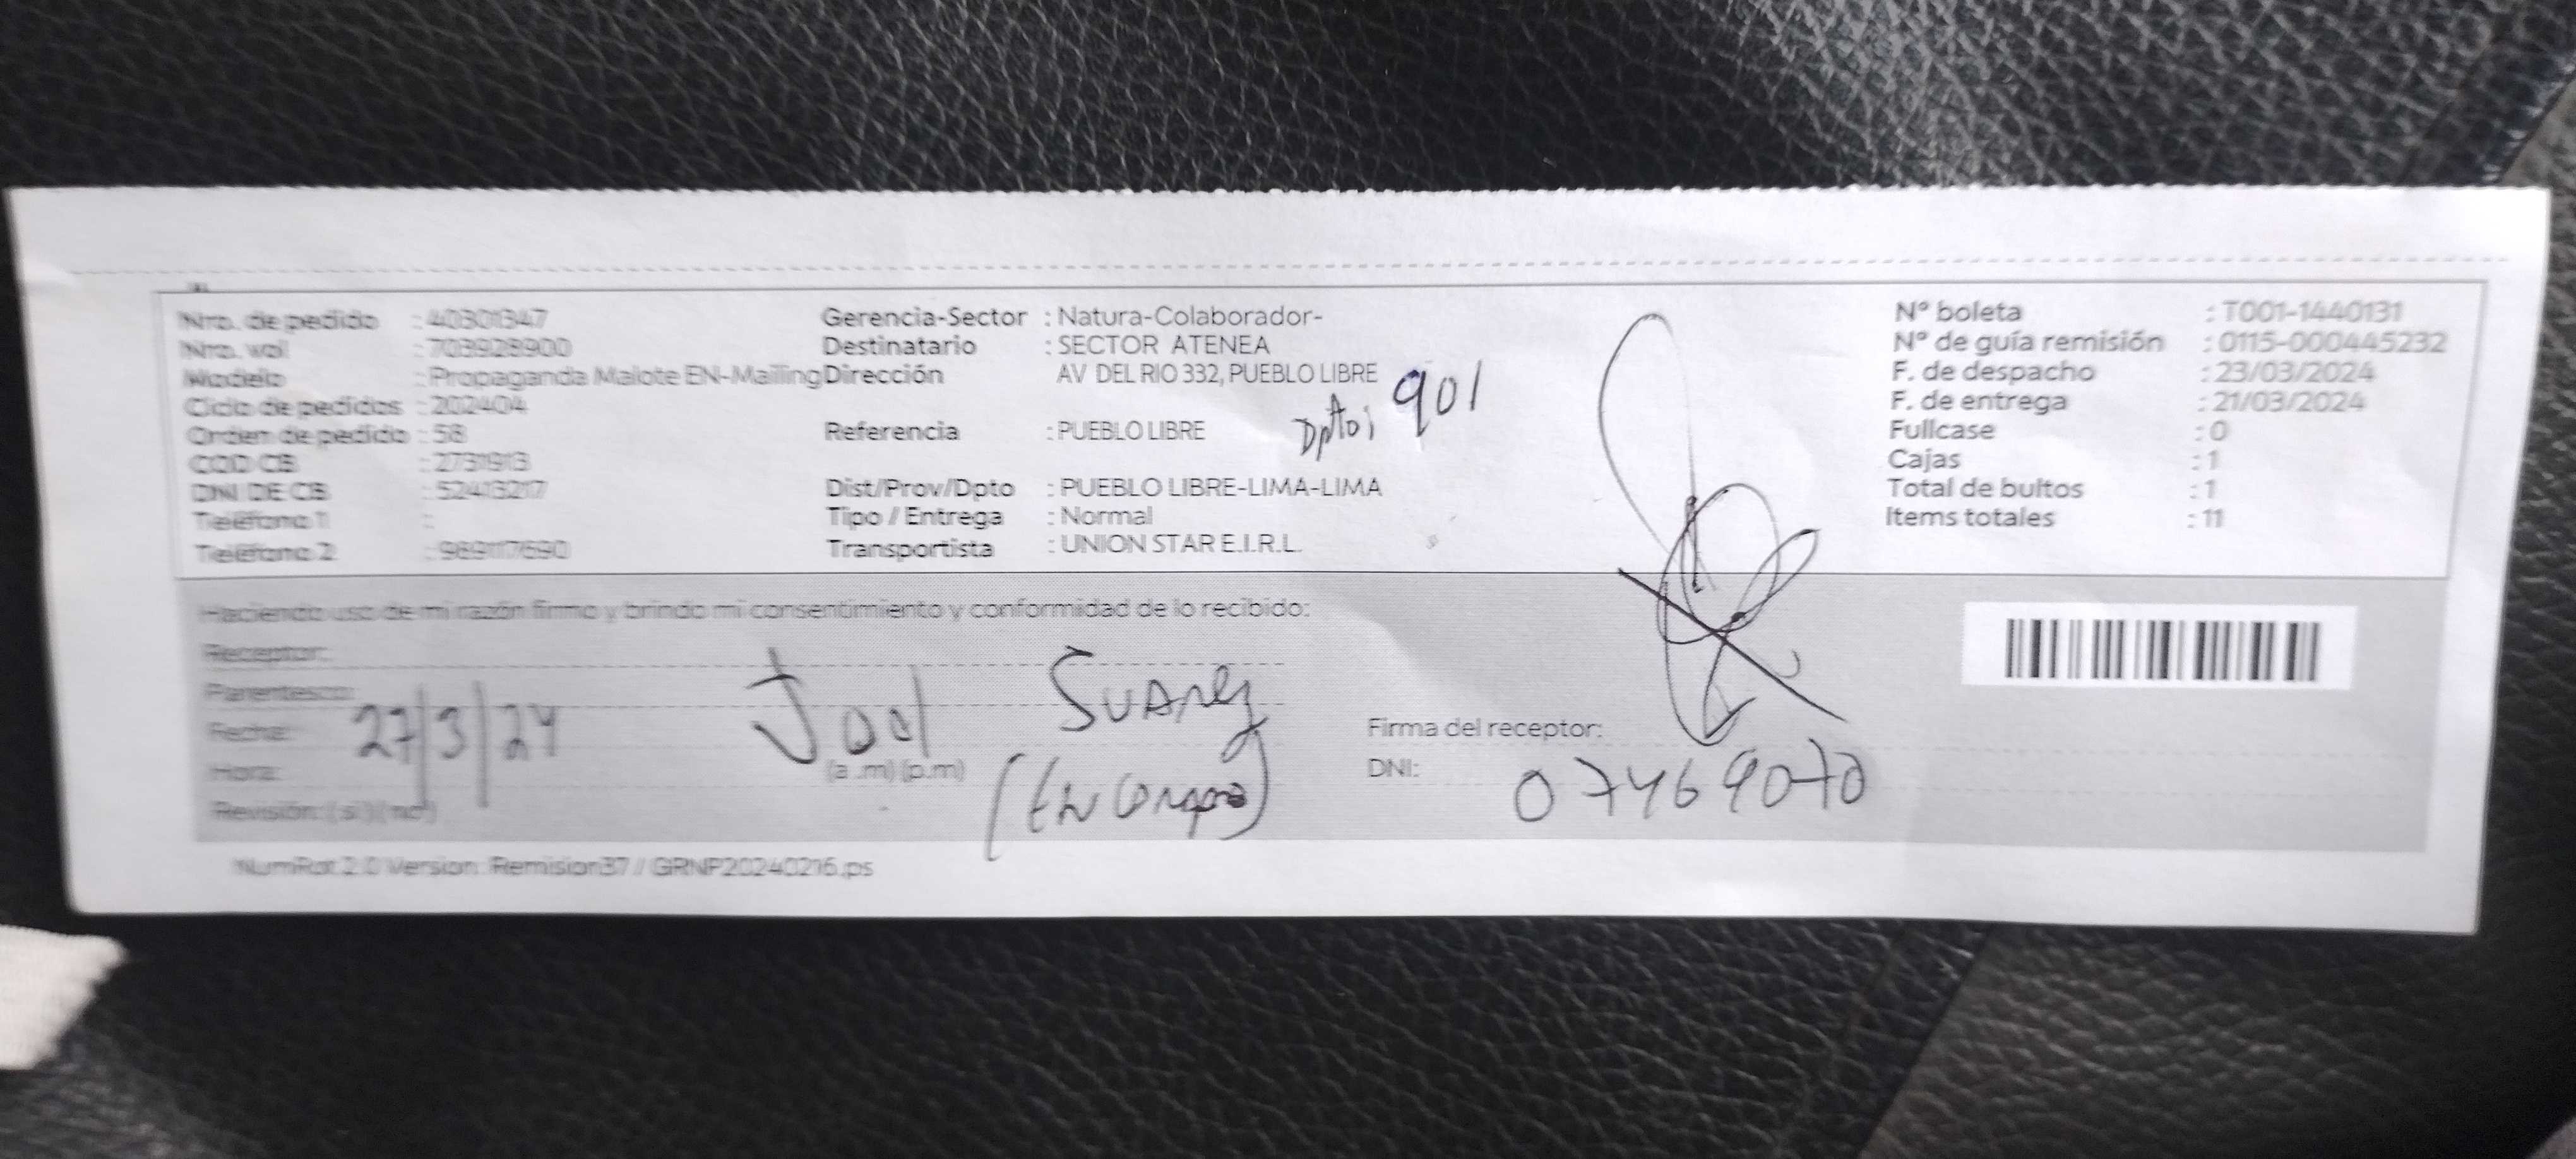 Nro. de pedido : 40301347
Nro. wal : 703928900
Modelo : Propaganda Malote EN-Mailing
Ciclo de pedidos : 202404
Orden de pedido : 58
COD CB : 2731913
DNI DE CB : 52413217
Teléfono 1 :
Teléfono 2 : 989117690
Gerencia-Sector : Natura-Colaborador-
Destinatario : SECTOR ATENEA
Dirección AV DEL RIO 332, PUEBLO LIBRE
Dpto: 901
Referencia : PUEBLO LIBRE
Dist/Prov/Dpto : PUEBLO LIBRE-LIMA-LIMA
Tipo / Entrega : Normal
Transportista : UNION STAR E.I.R.L.
N° boleta : T001-1440131
N° de guía remisión : 0115-000445232
F. de despacho : 23/03/2024
F. de entrega : 21/03/2024
Fullcase : 0
Cajas : 1
Total de bultos : 1
Items totales : 11
Haciendo uso de mi razón firmo y brindo mi consentimiento y conformidad de lo recibido:
Receptor:
Parentesco:
Joel Suarez
Fecha: 27/3/24
Hora: (a .m) (p.m)
Revisión: (si) (no)
Firma del receptor:
DNI: 07469070
NumRot 2.0 Version: Remision37 // GRNP20240216.ps